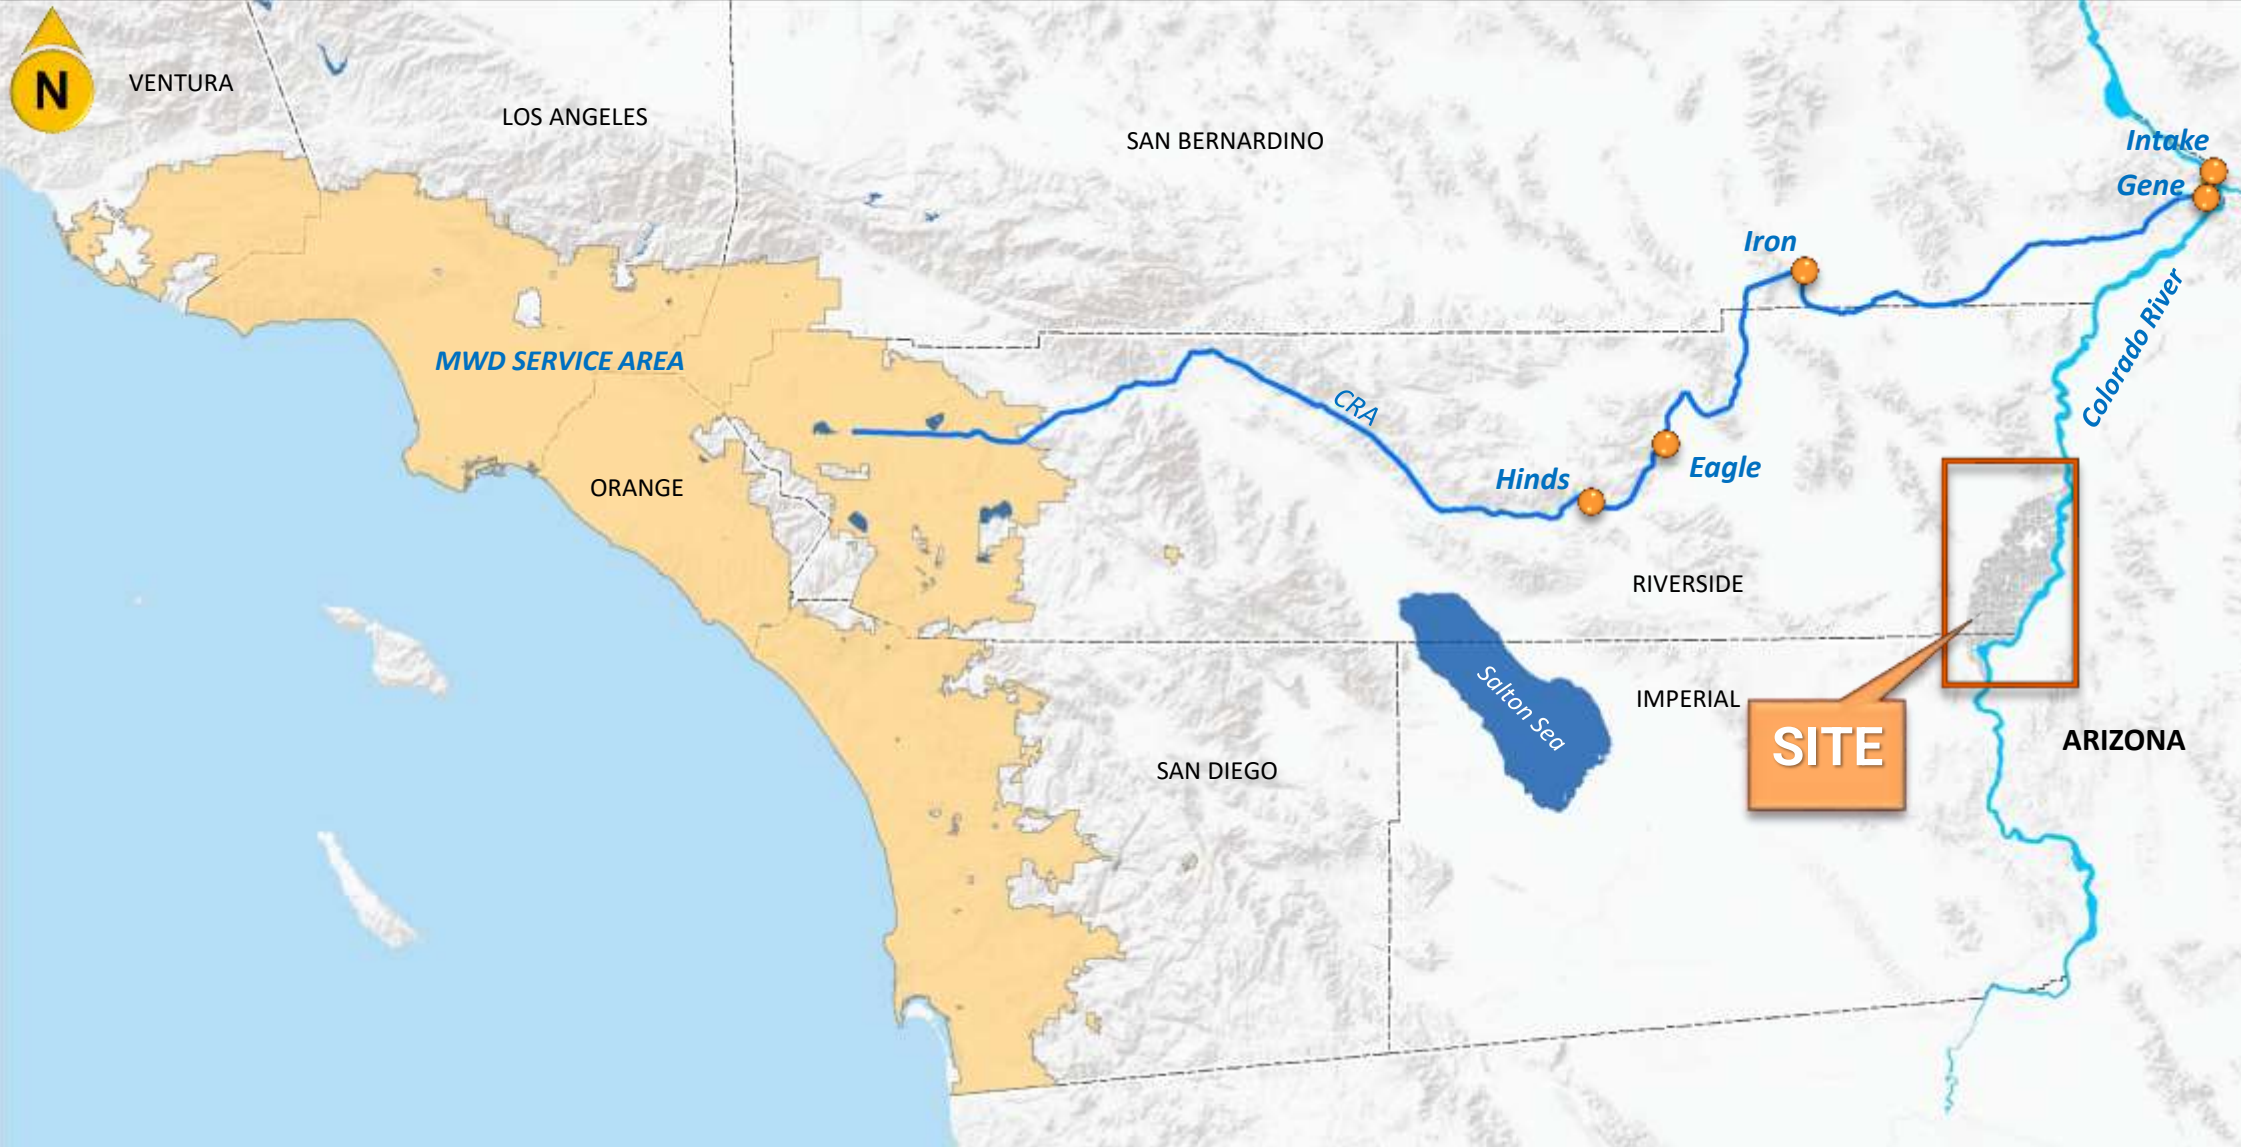 N
VENTURA
LOS ANGELES
SAN BERNARDINO
Intake
Gene
Iron
Colorado River
MWD SERVICE AREA
CRA
Hinds
Eagle
ORANGE
RIVERSIDE
Salton Sea
IMPERIAL
SITE
ARIZONA
SAN DIEGO